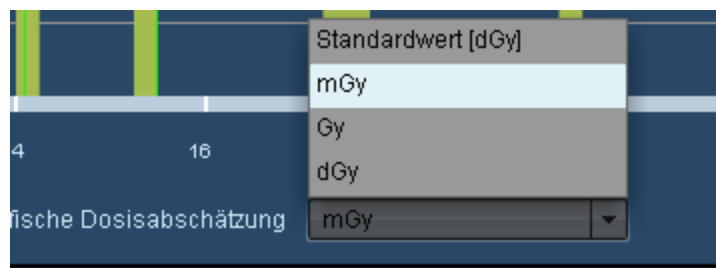 Standardwert [dGy]
mGy
Gy
dGy
4
16
fische Dosisabschätzung
mGy